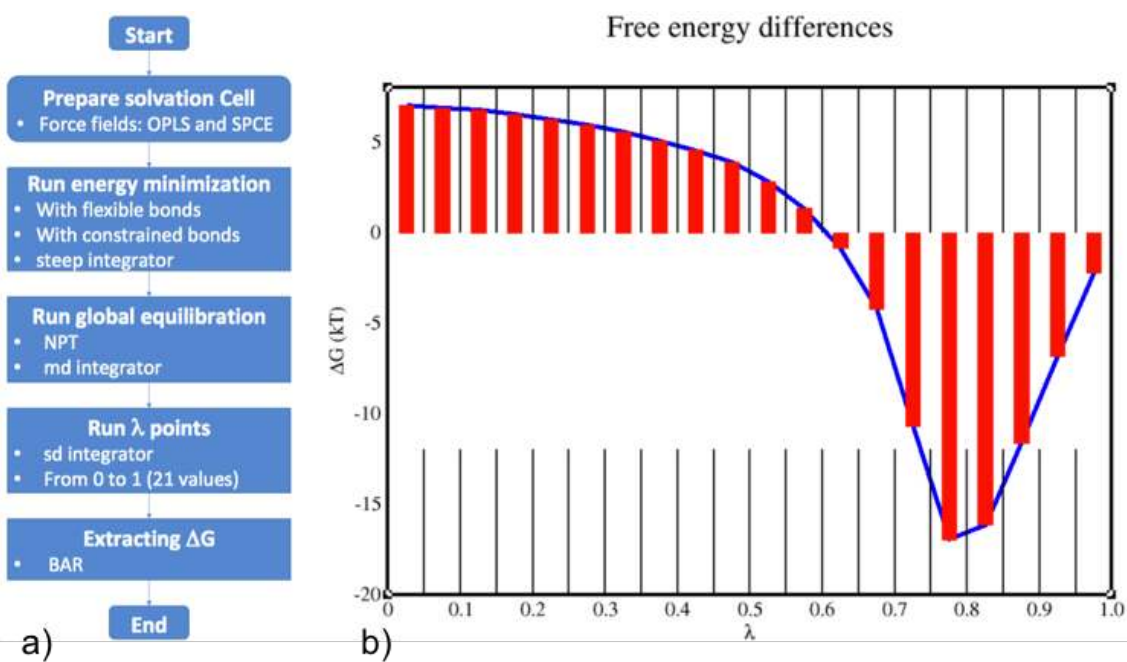 Start
Prepare solvation Cell
• Force fields: OPLS and SPCE
Run energy minimization
• With flexible bonds
• With constrained bonds
• steep integrator
Run global equilibration
• NPT
• md integrator
Run λ points
• sd integrator
• From 0 to 1 (21 values)
Extracting ΔG
• BAR
End
a)
Free energy differences
ΔG (kT)
5
0
-5
-10
-15
-20
0 0.1 0.2 0.3 0.4 0.5 0.6 0.7 0.8 0.9 1.0
λ
b)